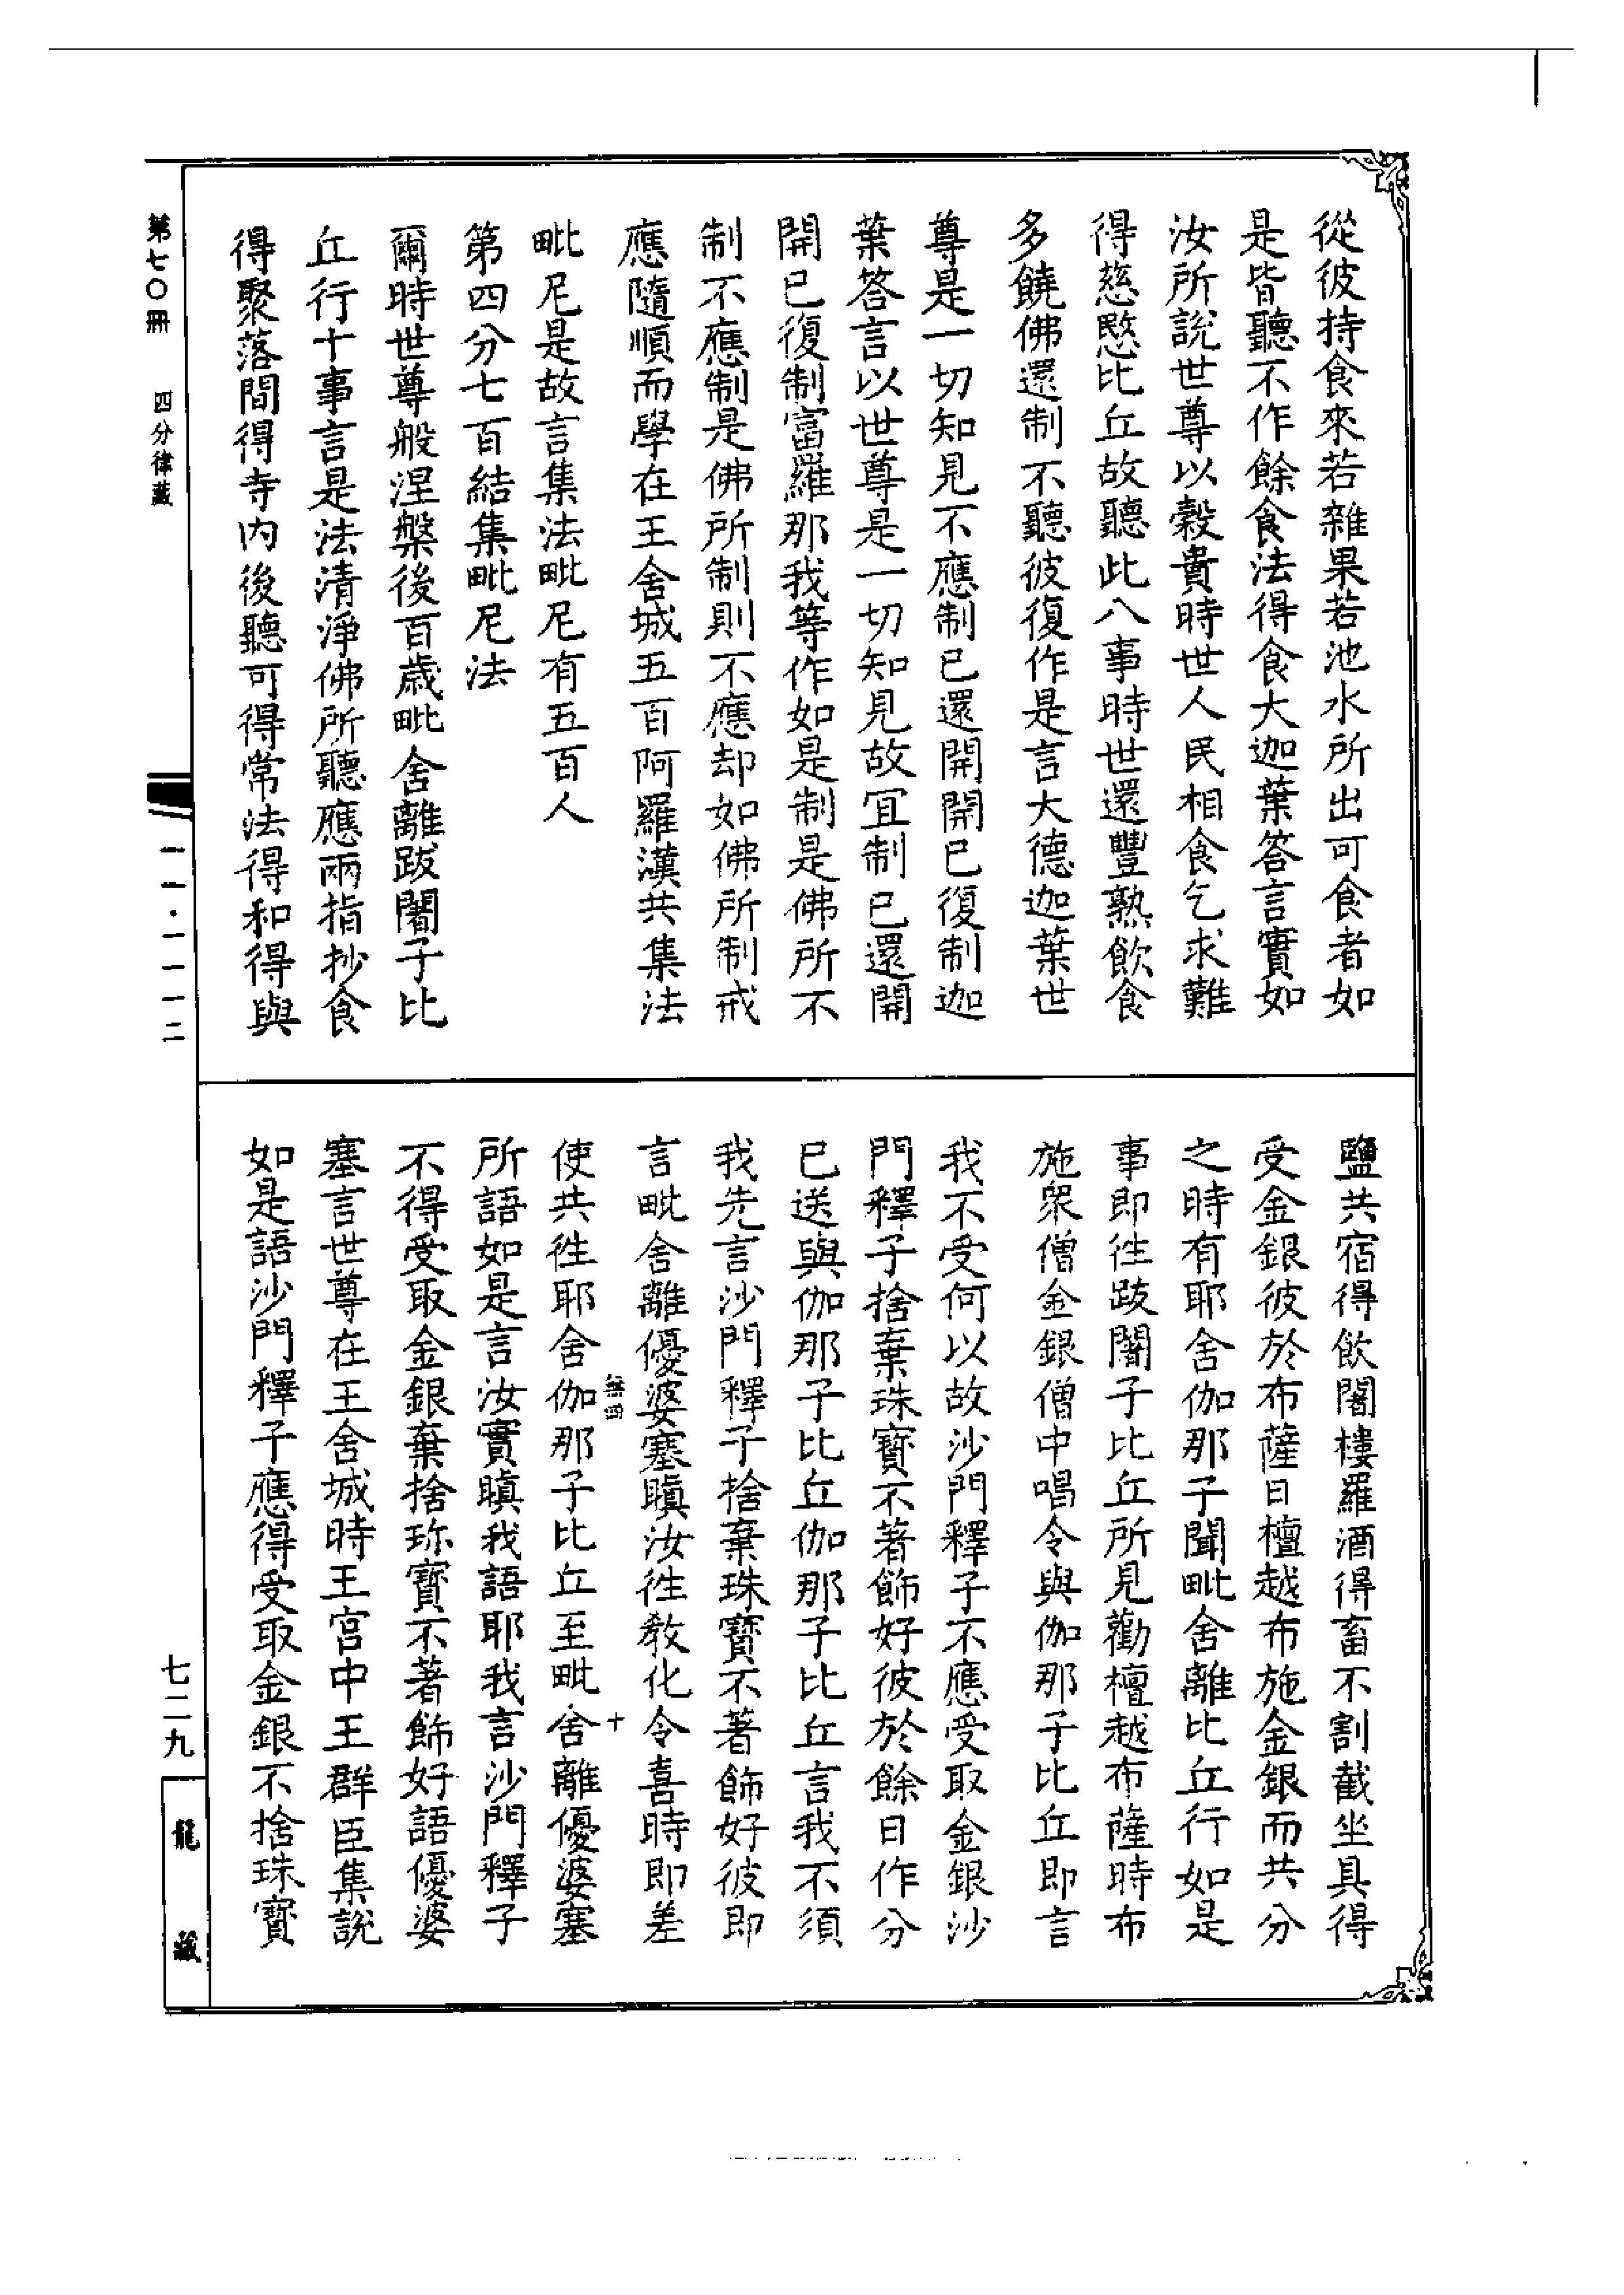 從彼持食來若雜果若池水所出可食者如
是皆聽不作餘食法得食大迦葉答言實如
汝所說世尊以穀貴時世人民相食乞求難
得慈愍比丘故聽此八事時世還豐熟飲食
多饒佛還制不聽彼復作是言大德迦葉世
尊是一切知見不應制已還開開已復制迦
葉答言以世尊是一切知見故宜制已還開
開已復制富羅那我等作如是制是佛所不
制不應制是佛所制則不應却如佛所制戒
應隨順而學在王舍城五百阿羅漢共集法
毗尼是故言集法毗尼有五百人
第四分七百結集毗尼法
爾時世尊般涅槃後百歲毗舍離跋闍子比
丘行十事言是法清淨佛所聽應兩指抄食
得聚落間得寺内後聽可得常法得和得與
鹽共宿得飲闍樓羅酒得畜不割截坐具得
受金銀彼於布薩日檀越布施金銀而共分
之時有耶舍伽那子聞毗舍離比丘行如是
事即往跋闍子比丘所見勸檀越布薩時布
施衆僧金銀僧中唱令與伽那子比丘即言
我不受何以故沙門釋子不應受取金銀沙
門釋子捨棄珠寶不著飾好彼於餘日作分
已送與伽那子比丘伽那子比丘言我不須
我先言沙門釋子捨棄珠寶不著飾好彼即
言毗舍離優婆塞瞋汝往教化令喜時即差
使共往耶舍伽那子比丘至毗舍離優婆塞
所語如是言汝實瞋我語耶我言沙門釋子
不得受取金銀棄捨珎寶不著飾好語優婆
塞言世尊在王舍城時王宮中王群臣集說
如是語沙門釋子應得受取金銀不捨珠寶
無四
十
第七〇冊
四分律藏
一一·一一一二
七二九
龍藏